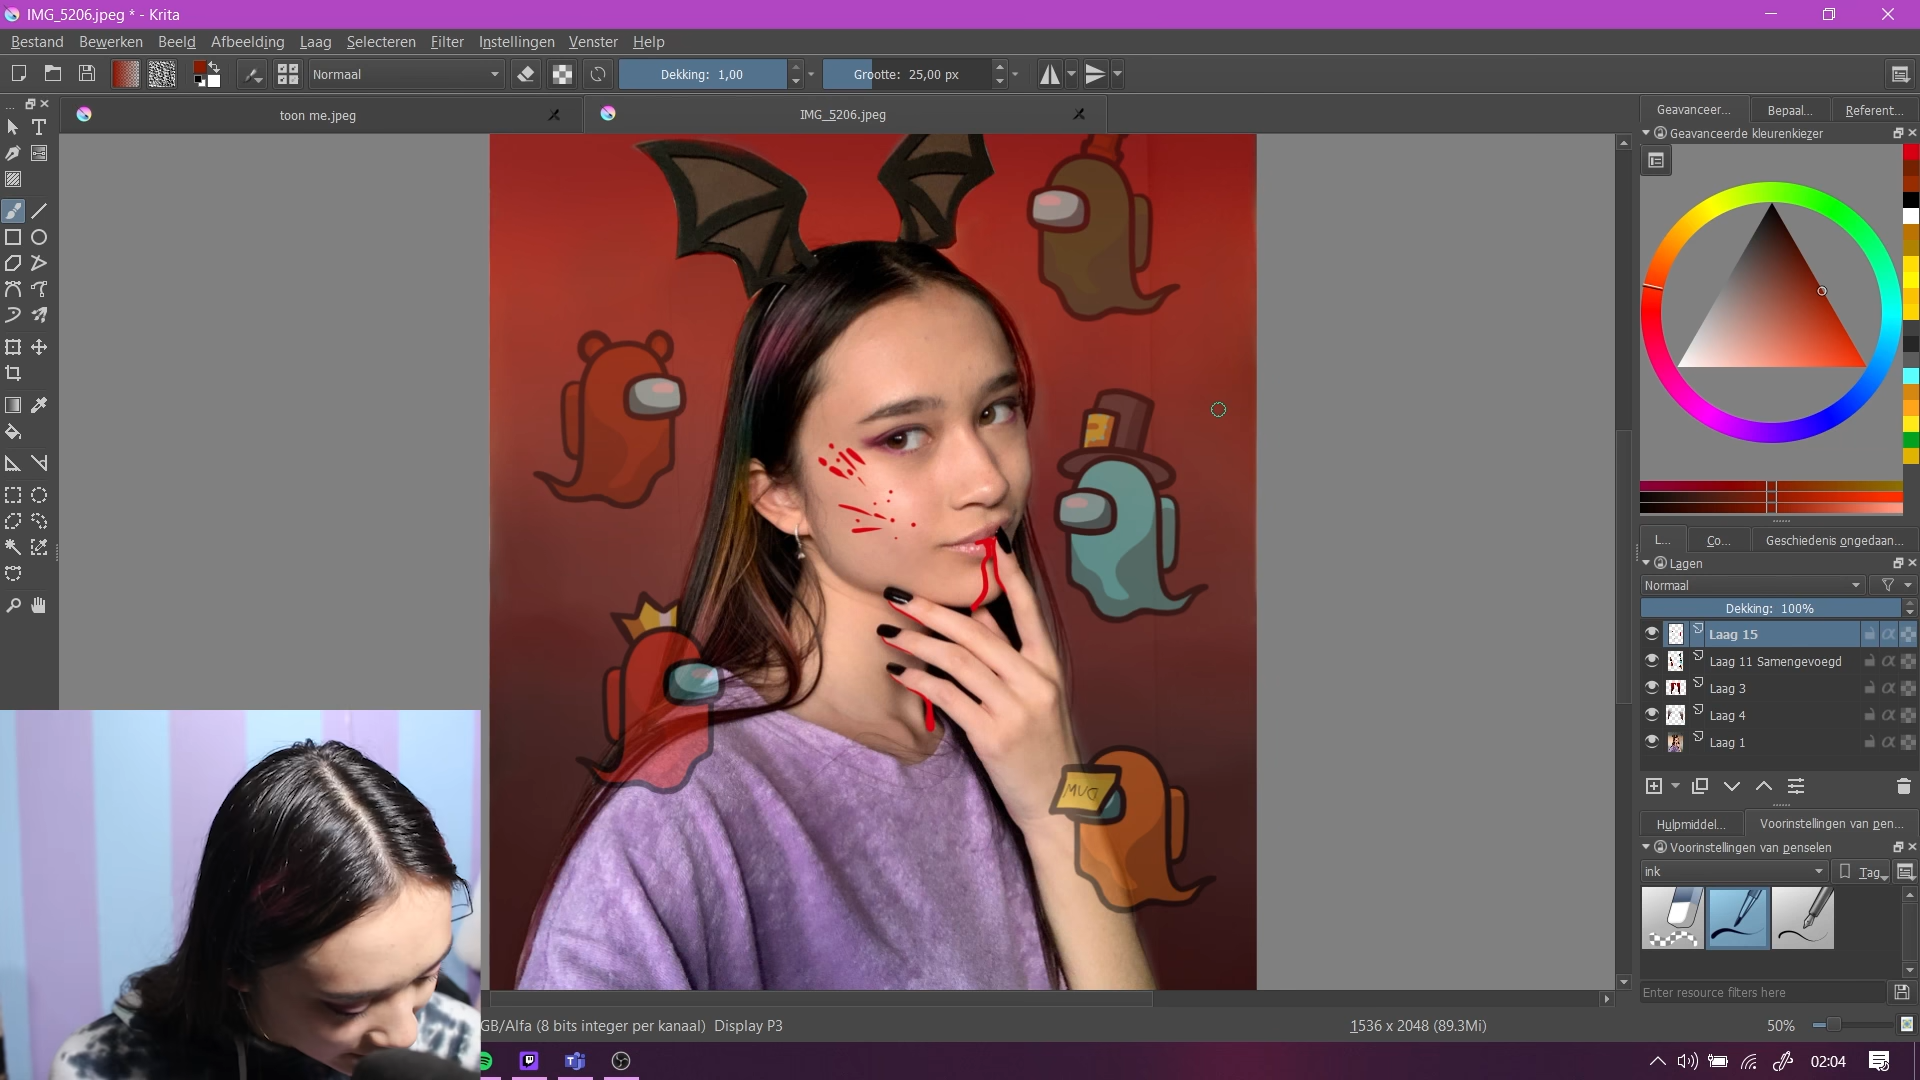 IMG_5206.jpeg * - Krita
Bestand Bewerken Beeld Afbeelding Laag Selecteren Filter Instellingen Venster Help
Normaal Dekking: 1,00 Grootte: 25,00 px
toon me.jpeg IMG_5206.jpeg
Geavanceer... Bepaal... Referent...
Geavanceerde kleurenkiezer
L... Co... Geschiedenis ongedaan...
Lagen
Normaal
Dekking: 100%
Laag 15
Laag 11 Samengevoegd
Laag 3
Laag 4
Laag 1
DUM
Hulpmiddel... Voorinstellingen van pen...
Voorinstellingen van penselen
ink Tag
Enter resource filters here
GB/Alfa (8 bits integer per kanaal) Display P3 1536 x 2048 (89.3Mi) 50%
02:04